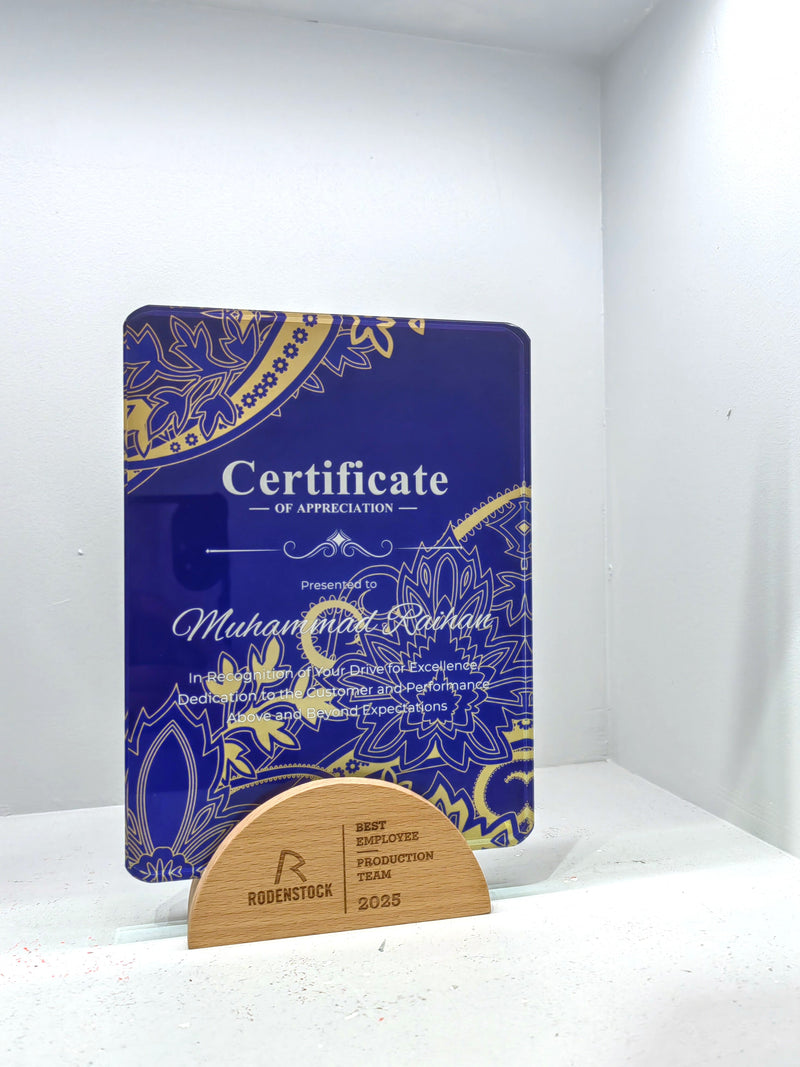 Certificate
OF APPRECIATION
Presented to
Muhammad Raihan
In Recognition of Your Drive for Excellence,
Dedication to the Customer and Performance
Above and Beyond Expectations
R
RODENSTOCK
BEST
EMPLOYEE
PRODUCTION
TEAM
2025